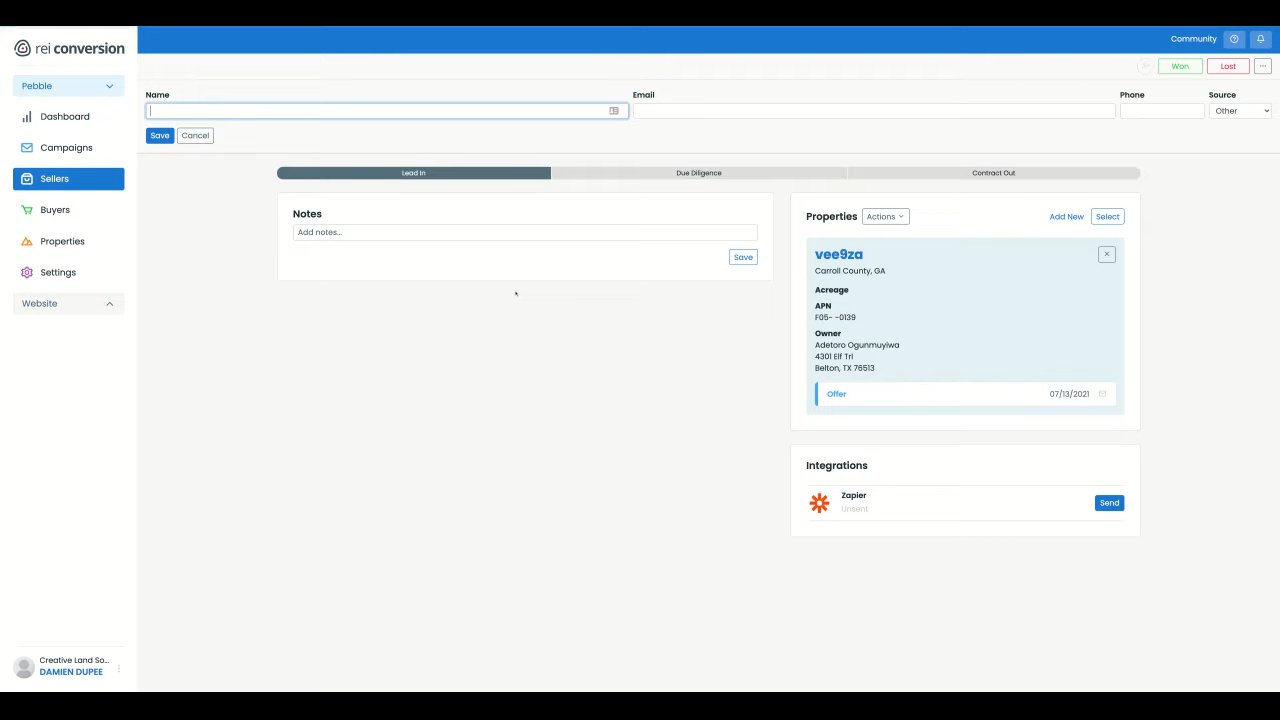 rei conversion
Community
Pebble
Won
Lost
...
Name
Email
Phone
Source
Other
Dashboard
Save
Cancel
Campaigns
Sellers
Lead In
Due Diligence
Contract Out
Buyers
Notes
Properties
Actions
Add New
Select
Add notes...
Properties
vee9za
Save
Carroll County, GA
Settings
Acreage
Website
APN
F05- -0139
Owner
Adetoro Ogunmuyiwa
4301 Elf Trl
Belton, TX 76513
Offer
07/13/2021
Integrations
Zapier
Unsent
Send
Creative Land So...
DAMIEN DUPEE